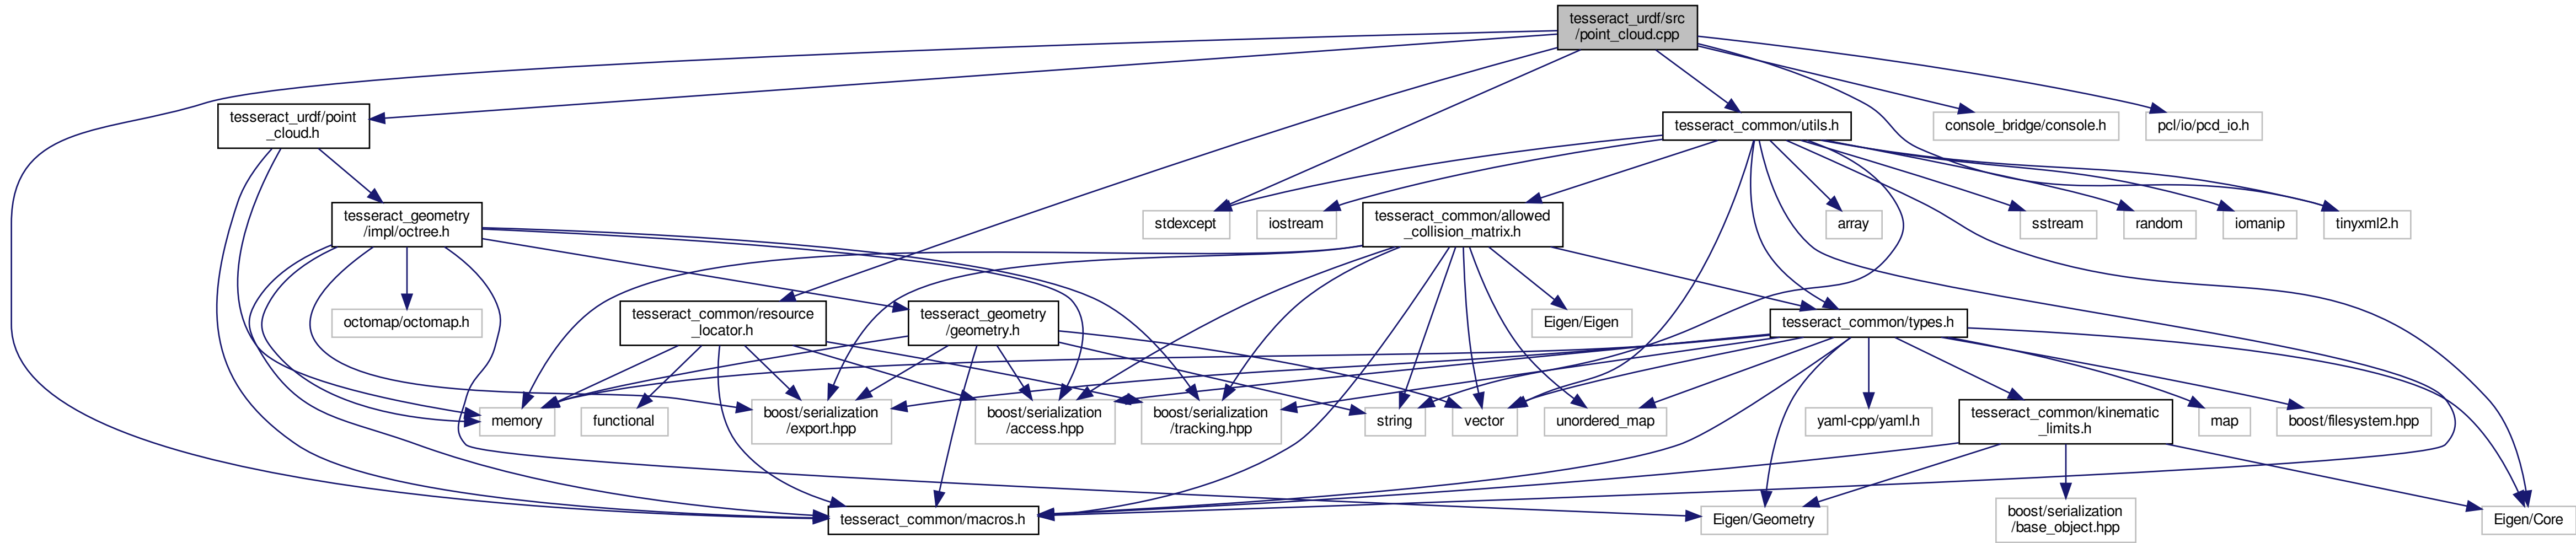 tesseract_urdf/src
/point_cloud.cpp
tesseract_urdf/point
_cloud.h
tesseract_common/utils.h
console_bridge/console.h
pcl/io/pcd_io.h
tesseract_geometry
/impl/octree.h
stdexcept
iostream
tesseract_common/allowed
_collision_matrix.h
array
sstream
random
iomanip
tinyxml2.h
octomap/octomap.h
tesseract_common/resource
_locator.h
tesseract_geometry
/geometry.h
Eigen/Eigen
tesseract_common/types.h
memory
functional
boost/serialization
/export.hpp
boost/serialization
/access.hpp
boost/serialization
/tracking.hpp
string
vector
unordered_map
yaml-cpp/yaml.h
tesseract_common/kinematic
_limits.h
map
boost/filesystem.hpp
tesseract_common/macros.h
Eigen/Geometry
boost/serialization
/base_object.hpp
Eigen/Core